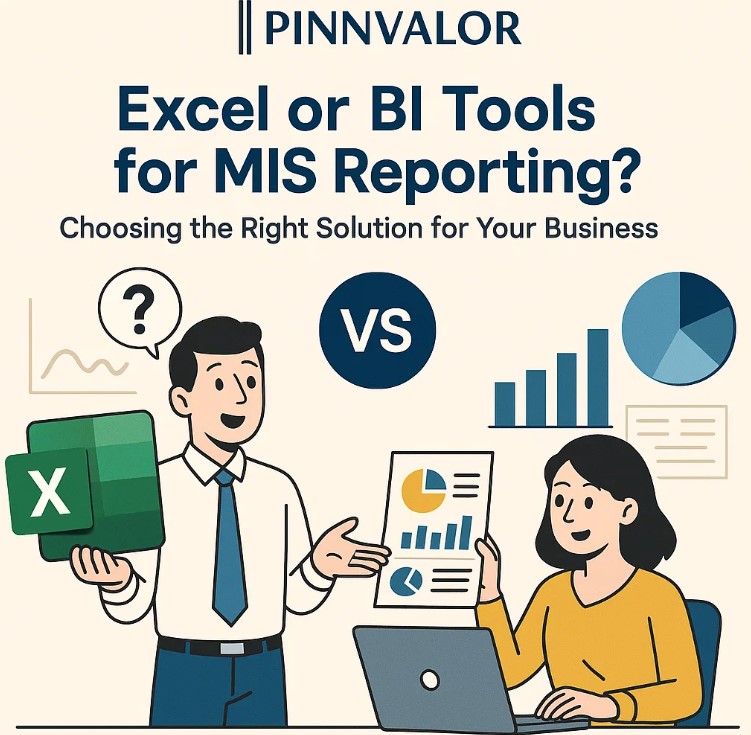 PINNVALOR
Excel or BI Tools
for MIS Reporting?
Choosing the Right Solution for Your Business
?
VS
X